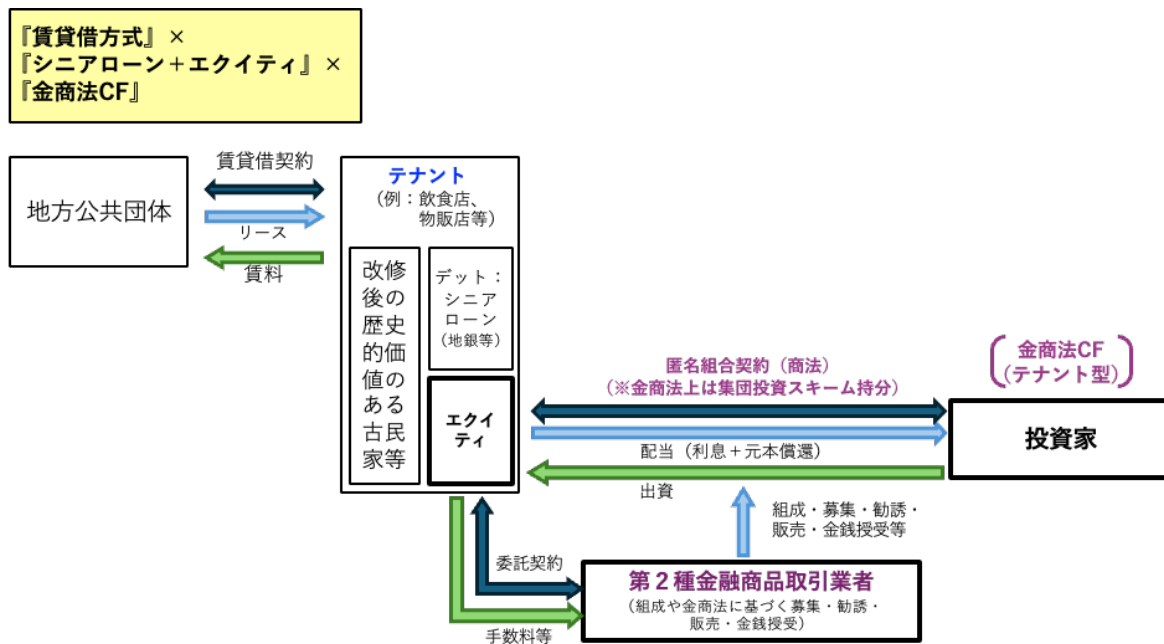 『賃貸借方式』×
『シニアローン＋エクイティ』×
『金商法CF』
地方公共団体
賃貸借契約
リース
賃料
テナント
（例：飲食店、
物販店等）
改修後の歴史的価値のある古民家等
デット：
シニア
ローン
（地銀等）
エクイ
ティ
匿名組合契約（商法）
（※金商法上は集団投資スキーム持分）
配当（利息＋元本償還）
出資
金商法CF
（テナント型）
投資家
組成・募集・勧誘・
販売・金銭授受等
委託契約
手数料等
第２種金融商品取引業者
（組成や金商法に基づく募集・勧誘・
販売・金銭授受）